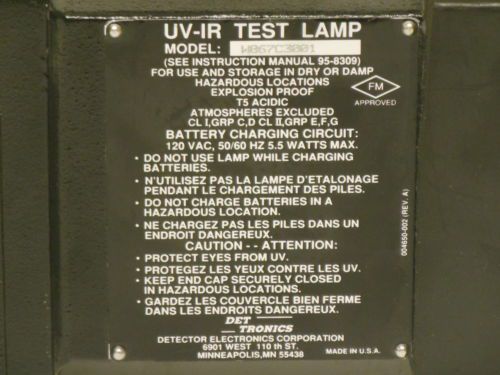 UV-IR TEST LAMP
MODEL: W867C3001
(SEE INSTRUCTION MANUAL 95-8309)
FOR USE AND STORAGE IN DRY OR DAMP
HAZARDOUS LOCATIONS
EXPLOSION PROOF
T5 ACIDIC
ATMOSPHERES EXCLUDED
CL I,GRP C,D CL II,GRP E,F,G
FM
APPROVED
BATTERY CHARGING CIRCUIT:
120 VAC, 50/60 HZ 5.5 WATTS MAX.
• DO NOT USE LAMP WHILE CHARGING
BATTERIES.
• N'UTILISEZ PAS LA LAMPE D'ETALONAGE
PENDANT LE CHARGEMENT DES PILES.
• DO NOT CHARGE BATTERIES IN A
HAZARDOUS LOCATION.
• NE CHARGEZ PAS LES PILES DANS UN
ENDROIT DANGEREUX.
CAUTION - - ATTENTION:
• PROTECT EYES FROM UV.
• PROTEGEZ LES YEUX CONTRE LES UV.
• KEEP END CAP SECURELY CLOSED
IN HAZARDOUS LOCATIONS.
• GARDEZ LES COUVERCLE BIEN FERME
DANS LES ENDROITS DANGEREUX.
DET
TRONICS
DETECTOR ELECTRONICS CORPORATION
6901 WEST 110 th ST.
MINNEAPOLIS,MN 55438
MADE IN U.S.A.
004650-002 (REV. A)